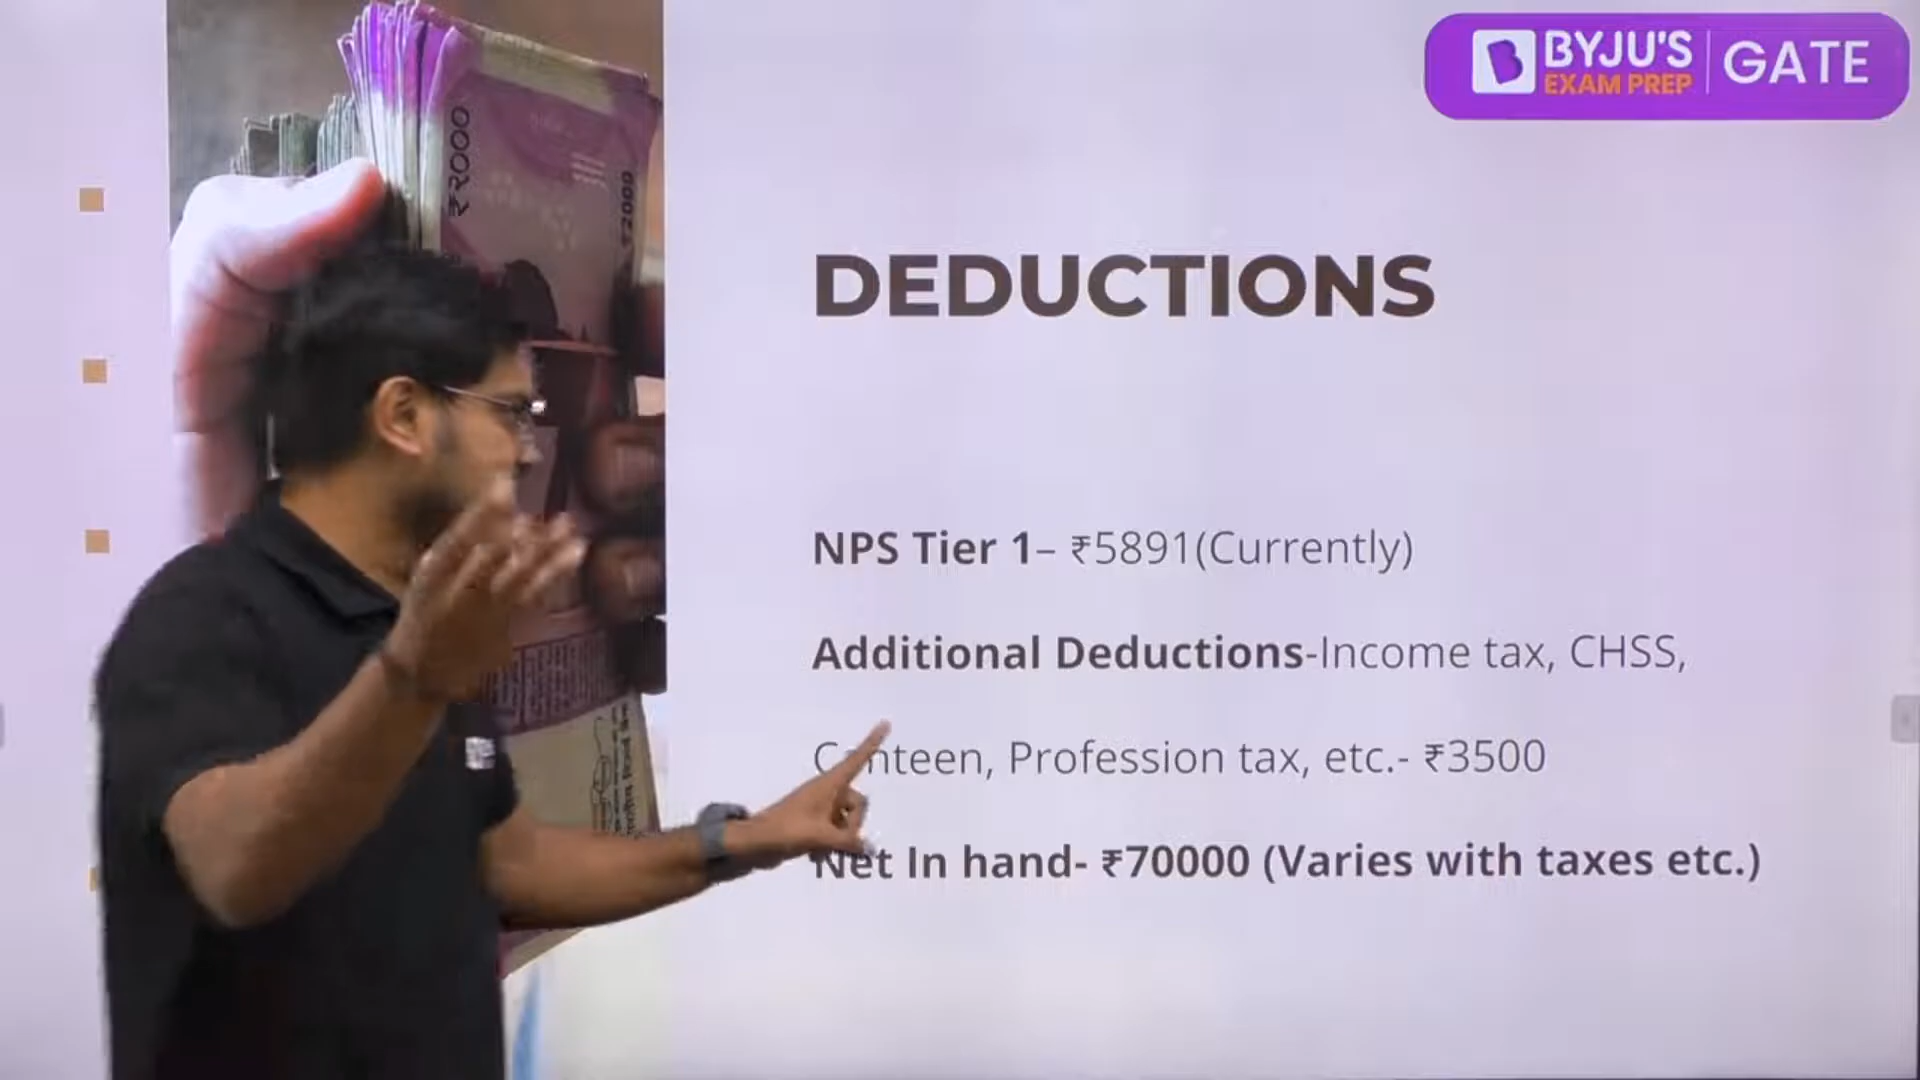 BYJU'S
EXAM PREP
GATE
₹2000
₹2000
DEDUCTIONS
NPS Tier 1– ₹5891(Currently)
Additional Deductions-Income tax, CHSS,
Canteen, Profession tax, etc.- ₹3500
Net In hand- ₹70000 (Varies with taxes etc.)